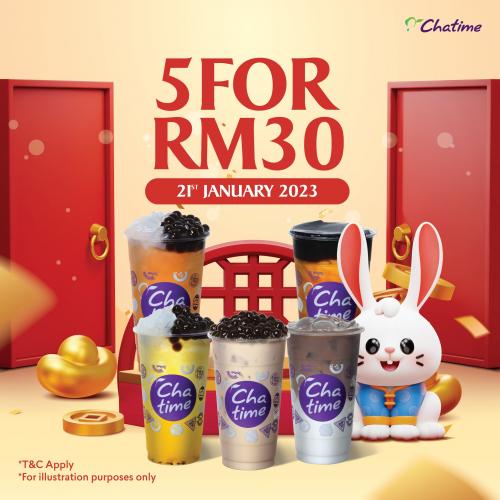 Chatime
5 FOR
RM30
21ST JANUARY 2023
Cha
time
Cha
time
Cha
time
Cha
time
Cha
time
*T&C Apply
*For illustration purposes only